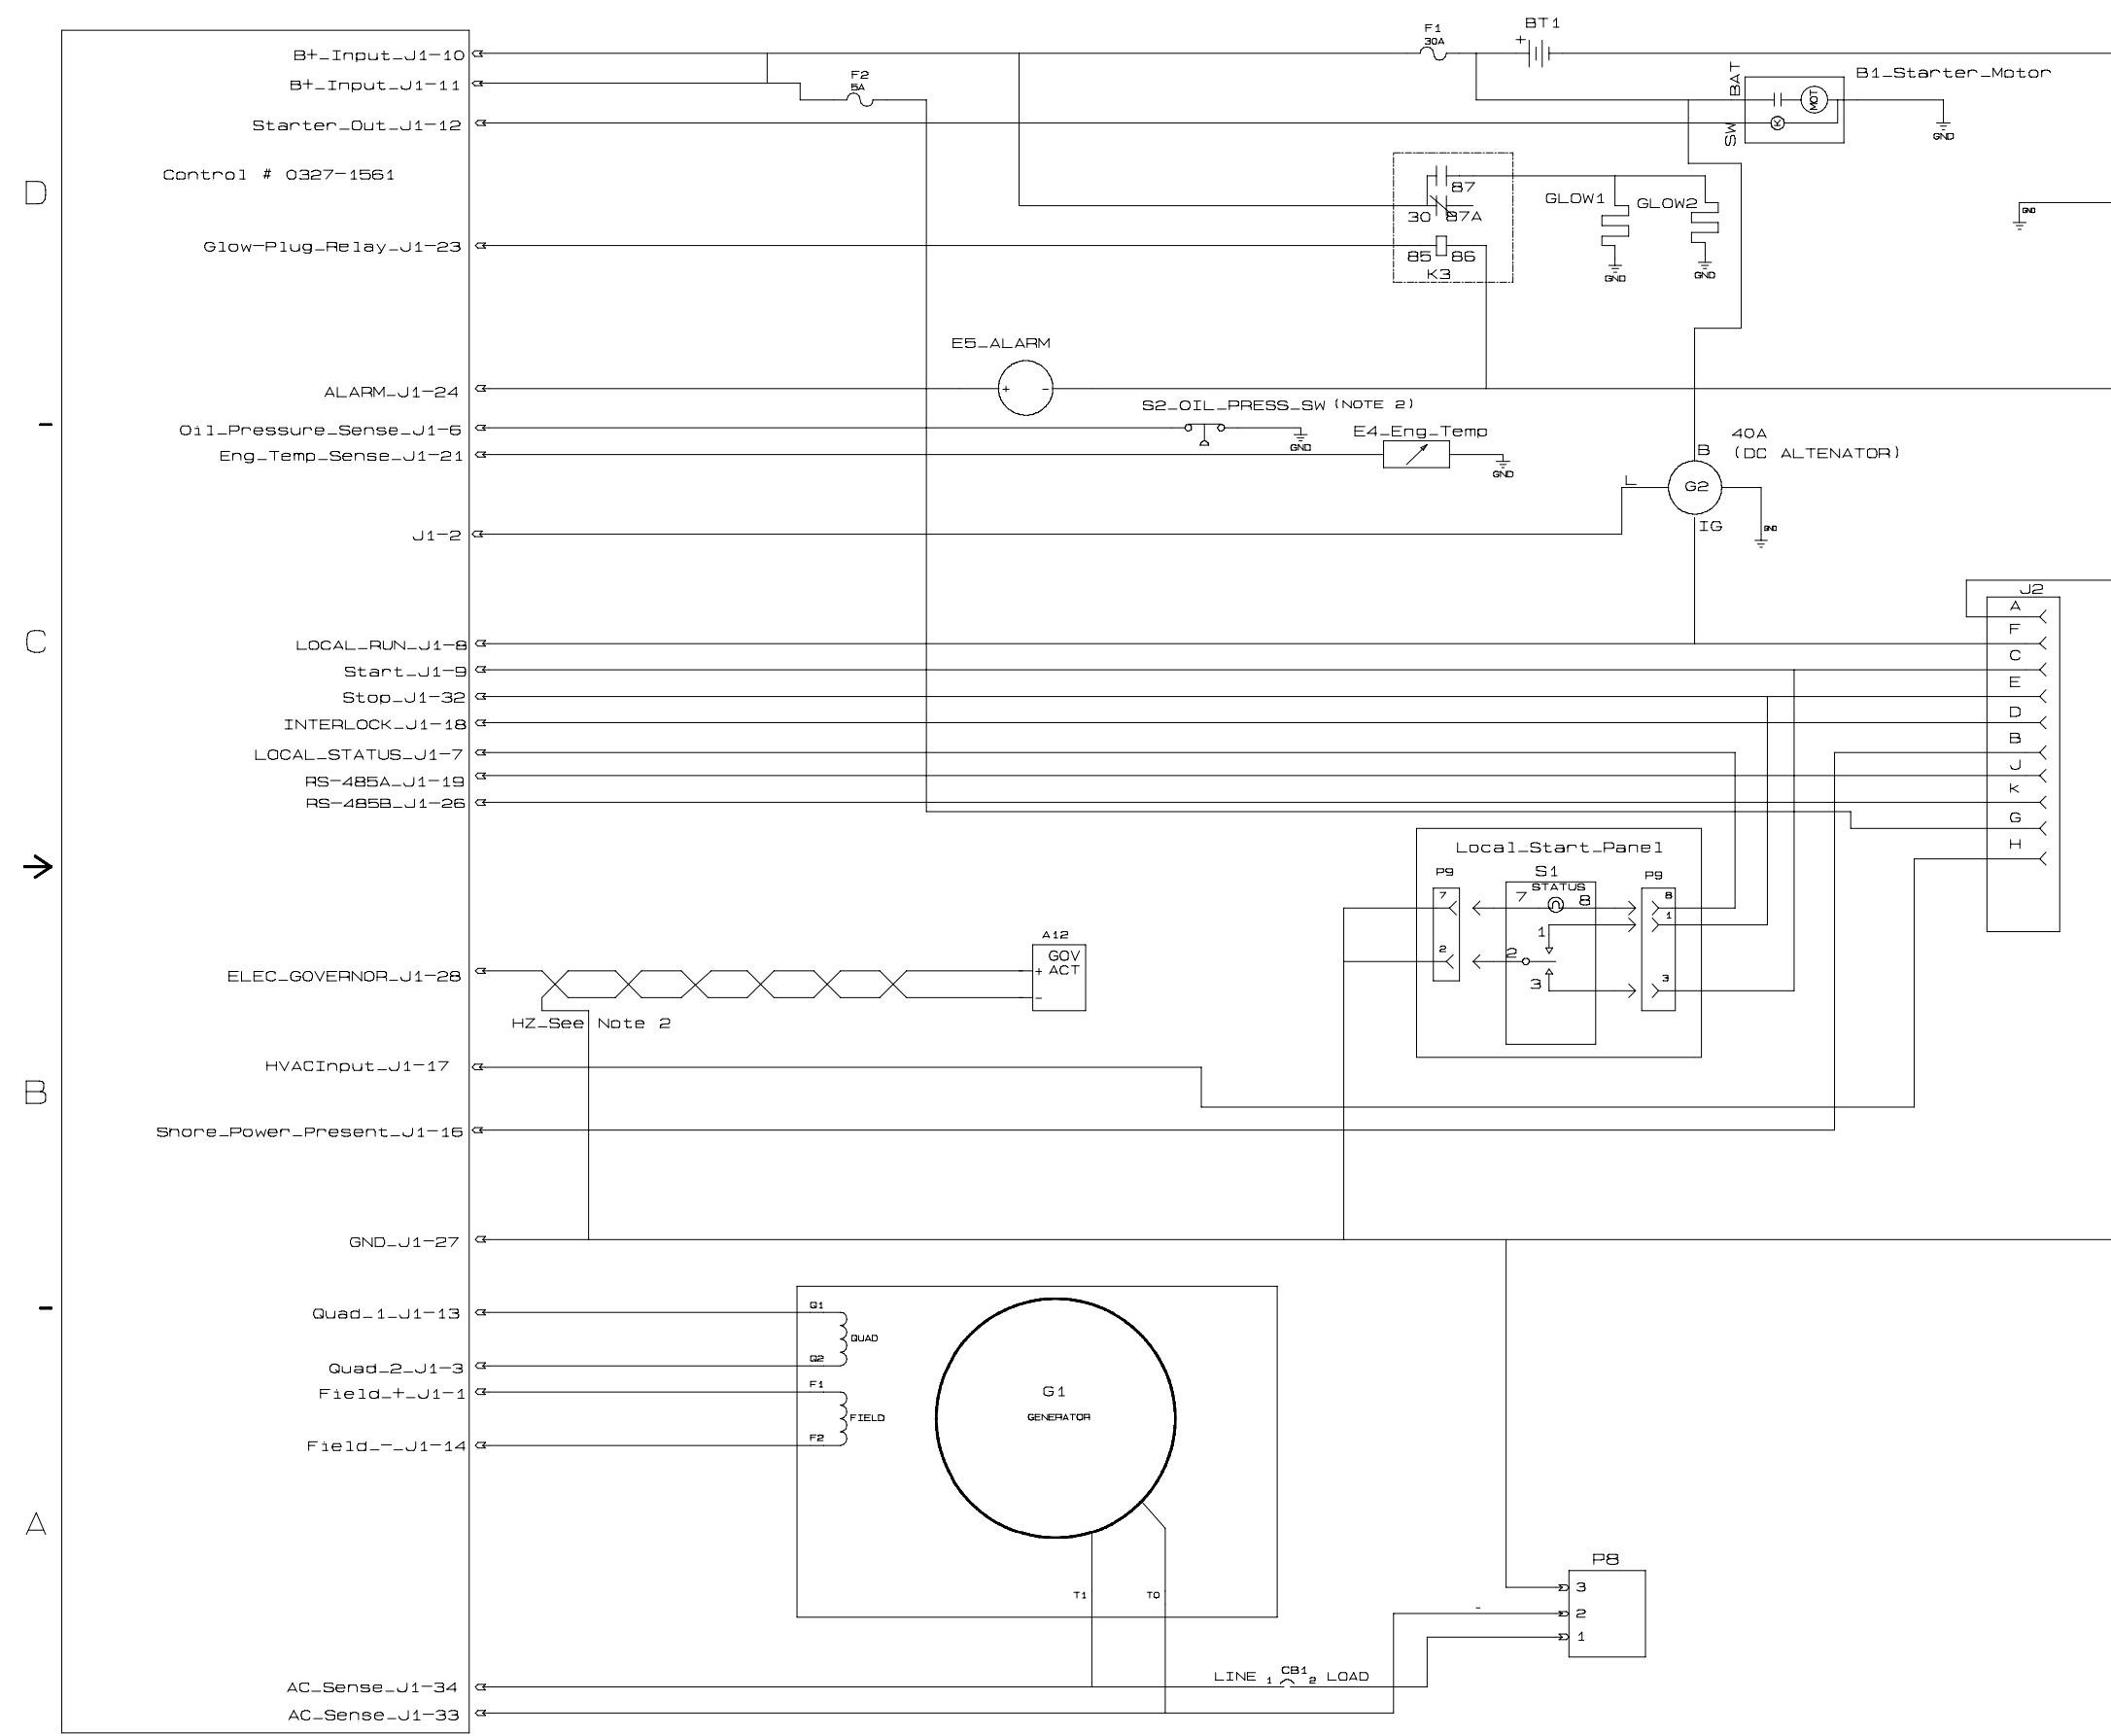 F1
30A
BT1
+
B+_Input_J1-10
B+_Input_J1-11
F2
5A
BAT
B1_Starter_Motor
MOT
Starter_Out_J1-12
SW
K
GND
Control # 0327-1561
D
87
30
87A
GLOW1
GLOW2
GND
Glow-Plug_Relay_J1-23
85
86
K3
GND
GND
E5_ALARM
ALARM_J1-24
+
-
S2_OIL_PRESS_SW (NOTE 2)
Oil_Pressure_Sense_J1-6
GND
E4_Eng_Temp
40A
(DC ALTENATOR)
B
Eng_Temp_Sense_J1-21
GND
L
G2
IG
GND
J1-2
J2
A
C
LOCAL_RUN_J1-8
F
Start_J1-9
C
Stop_J1-32
E
INTERLOCK_J1-18
D
LOCAL_STATUS_J1-7
B
RS-485A_J1-19
J
RS-485B_J1-26
K
G
H
Local_Start_Panel
P9
S1
P9
7
7
STATUS
8
8
1
1
2
2
3
3
A12
GOV
+ ACT
-
ELEC_GOVERNOR_J1-28
HZ_See Note 2
HVACInput_J1-17
B
Shore_Power_Present_J1-16
GND_J1-27
Quad_1_J1-13
Q1
QUAD
Quad_2_J1-3
Q2
Field_+_J1-1
F1
FIELD
Field_-_J1-14
F2
G1
GENERATOR
A
T1
T0
P8
3
-
2
1
LINE 1 CB1 2 LOAD
AC_Sense_J1-34
AC_Sense_J1-33